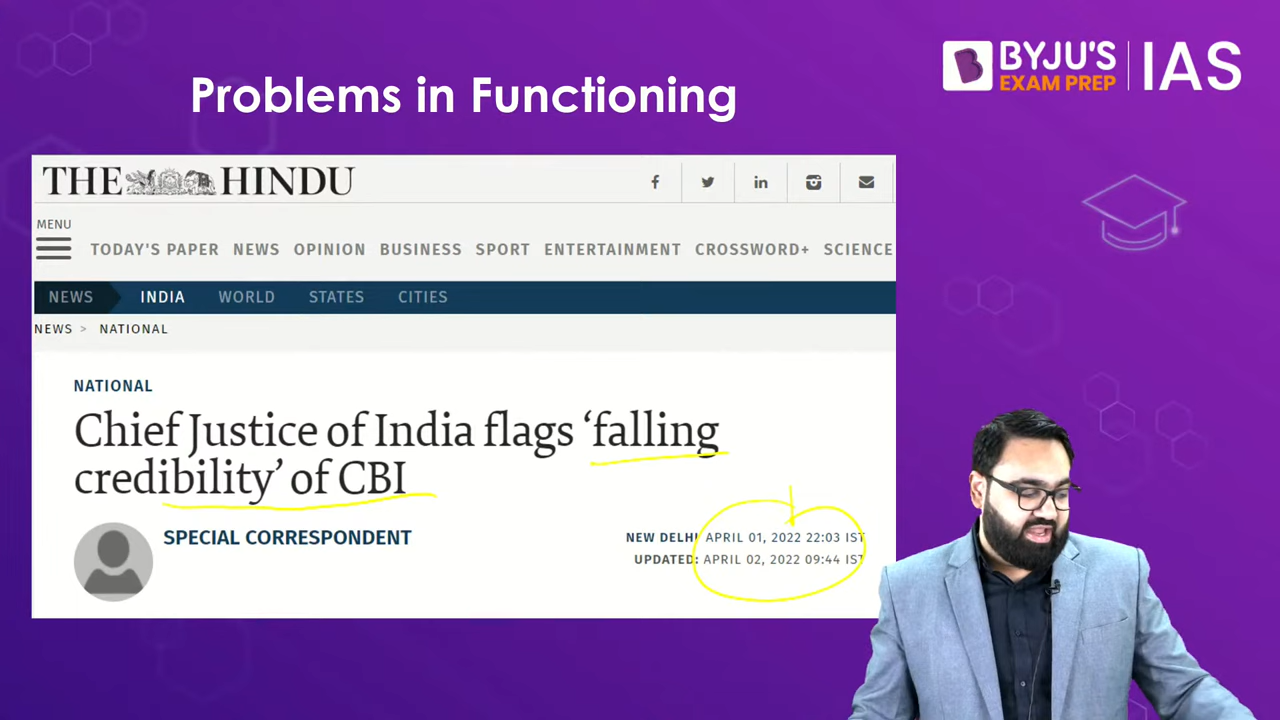 Problems in Functioning
BYJU'S
EXAM PREP
IAS
THE HINDU
MENU
TODAY'S PAPER NEWS OPINION BUSINESS SPORT ENTERTAINMENT CROSSWORD+ SCIENCE
NEWS INDIA WORLD STATES CITIES
NEWS > NATIONAL
NATIONAL
Chief Justice of India flags ‘falling
credibility’ of CBI
SPECIAL CORRESPONDENT
NEW DELHI APRIL 01, 2022 22:03 IST
UPDATED: APRIL 02, 2022 09:44 IST